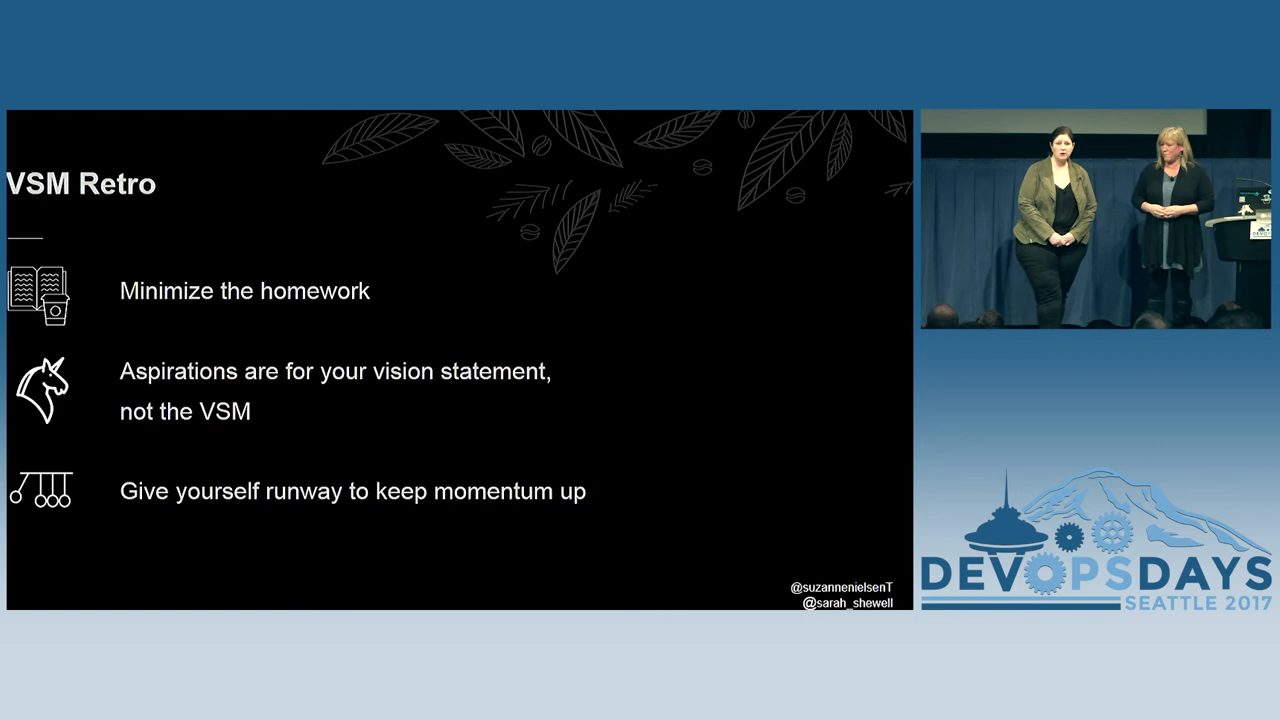 VSM Retro
Minimize the homework
Aspirations are for your vision statement,
not the VSM
Give yourself runway to keep momentum up
@suzannenielsenT
@sarah_shewell
DEVOPSDAYS
SEATTLE 2017